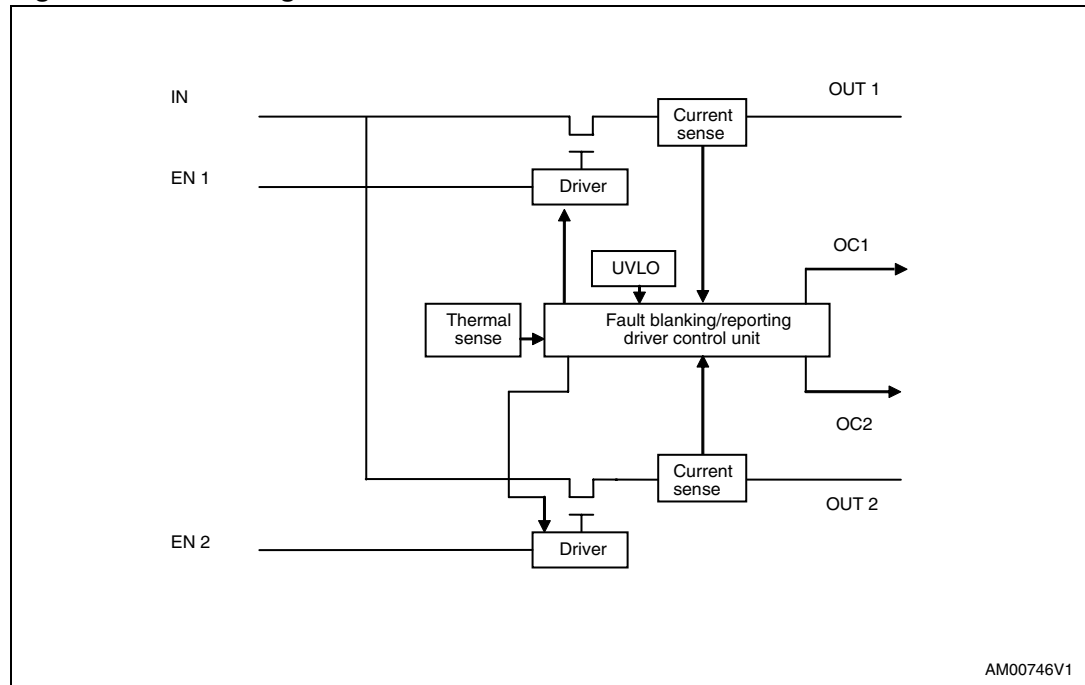 IN
OUT 1
Current
sense
EN 1
Driver
OC1
UVLO
Thermal
sense
Fault blanking/reporting
driver control unit
OC2
Current
sense
OUT 2
EN 2
Driver
AM00746V1